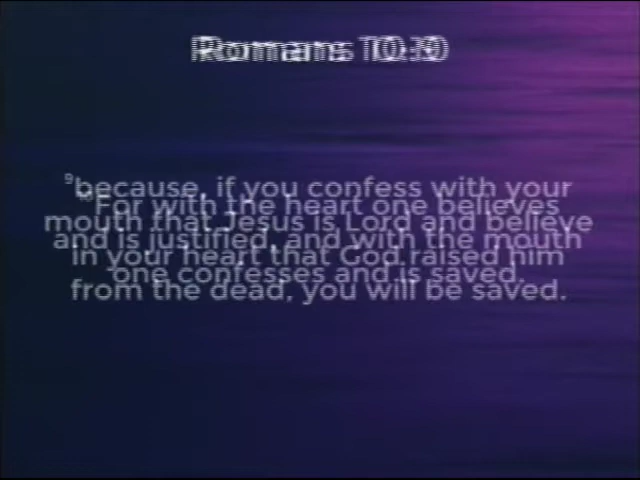 Romans 10:9
⁹because, if you confess with your
¹⁰For with the heart one believes
mouth that Jesus is Lord and believe
and is justified, and with the mouth
in your heart that God raised him
one confesses and is saved.
from the dead, you will be saved.